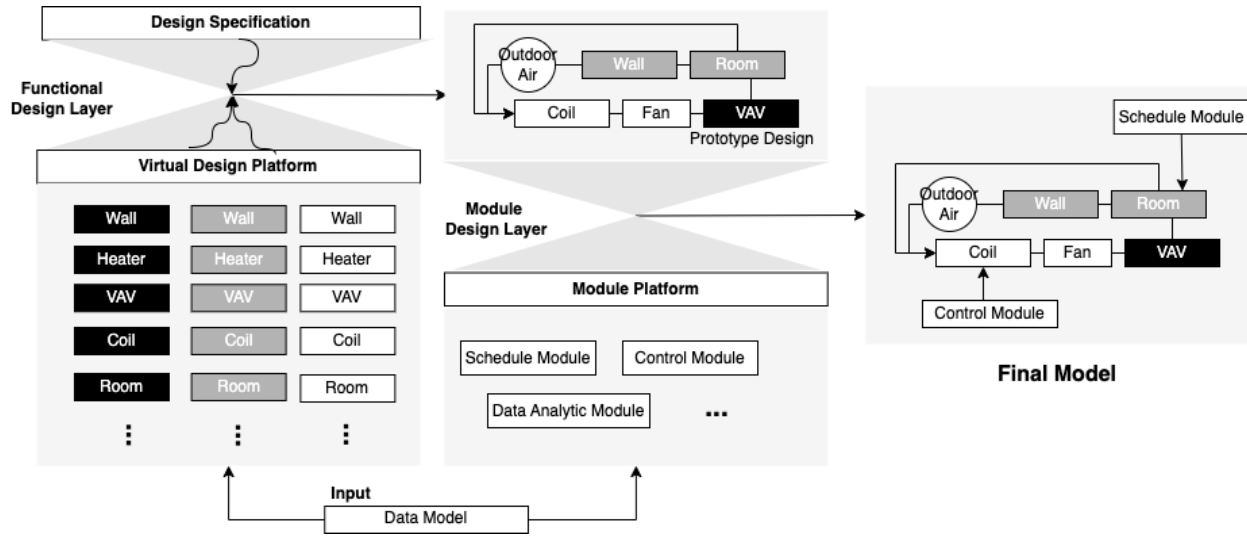 Design Specification
Functional
Design Layer
Virtual Design Platform
Wall
Wall
Wall
Heater
Heater
Heater
VAV
VAV
VAV
Coil
Coil
Coil
Room
Room
Room
Outdoor
Air
Wall
Room
Coil
Fan
VAV
Prototype Design
Module
Design Layer
Module Platform
Schedule Module
Control Module
Data Analytic Module
...
Input
Data Model
Schedule Module
Outdoor
Air
Wall
Room
Coil
Fan
VAV
Control Module
Final Model